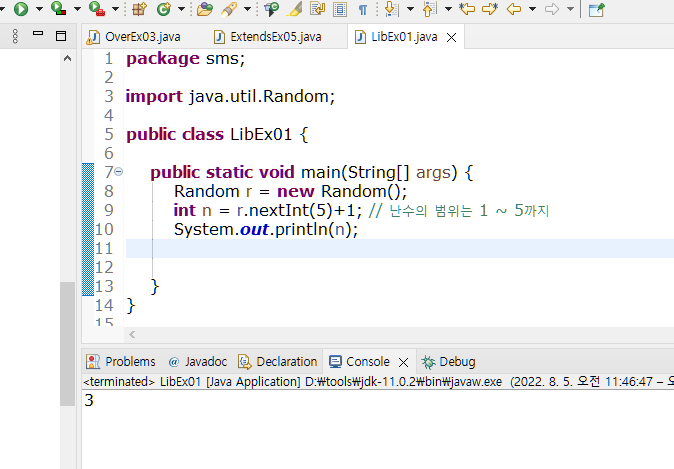 OverEx03.java
ExtendsEx05.java
LibEx01.java
1 package sms;
2
3 import java.util.Random;
4
5 public class LibEx01 {
6
7 public static void main(String[] args) {
8 Random r = new Random();
9 int n = r.nextInt(5)+1; // 난수의 범위는 1 ~ 5까지
10 System.out.println(n);
11
12
13 }
14 }
15
Problems @ Javadoc Declaration Console Debug
<terminated> LibEx01 [Java Application] D:₩tools₩jdk-11.0.2₩bin₩javaw.exe (2022. 8. 5. 오전 11:46:47 –
3